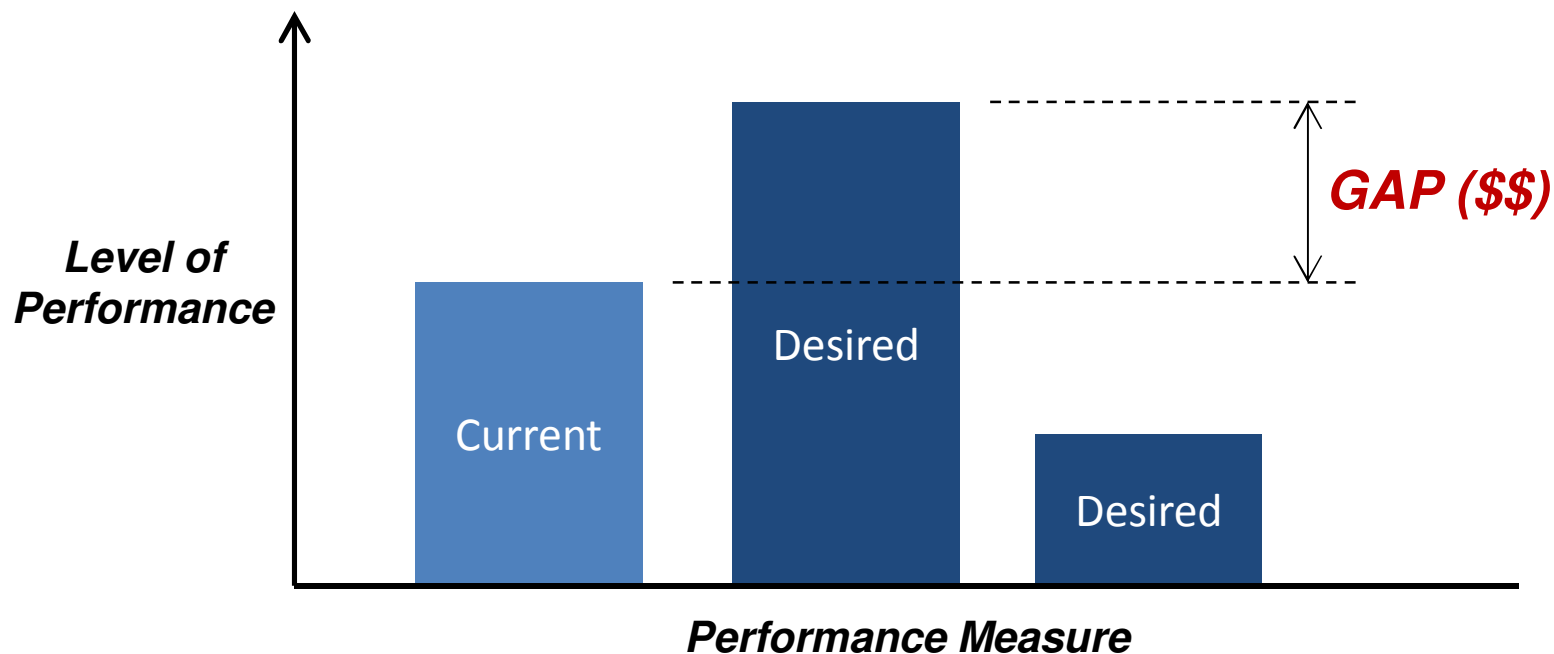 Level of
Performance
Current
Desired
Desired
GAP ($$)
Performance Measure